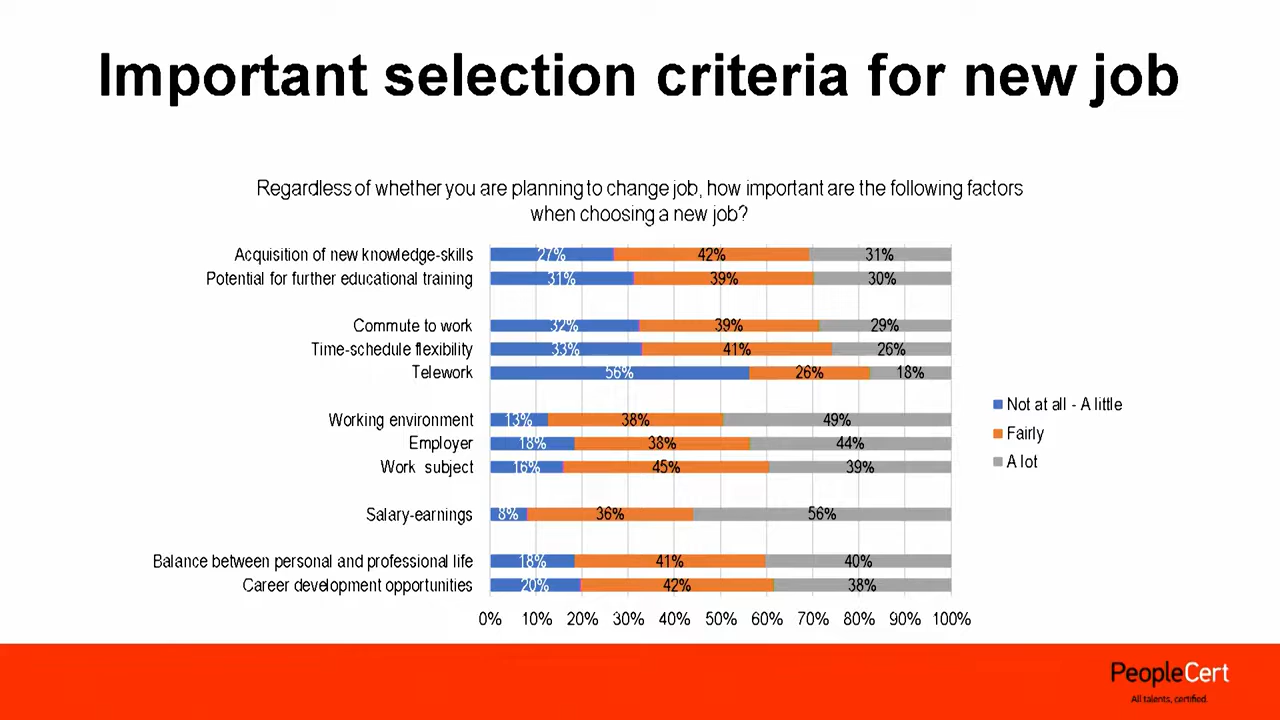 Important selection criteria for new job
Regardless of whether you are planning to change job, how important are the following factors
when choosing a new job?
Acquisition of new knowledge-skills 27% 42% 31%
Potential for further educational training 31% 39% 30%
Commute to work 32% 39% 29%
Time-schedule flexibility 33% 41% 26%
Telework 56% 26% 18%
Working environment 13% 38% 49%
Employer 18% 38% 44%
Work subject 16% 45% 39%
Salary-earnings 8% 36% 56%
Balance between personal and professional life 18% 41% 40%
Career development opportunities 20% 42% 38%
0% 10% 20% 30% 40% 50% 60% 70% 80% 90% 100%
Not at all - A little
Fairly
A lot
PeopleCert
All talents, certified.